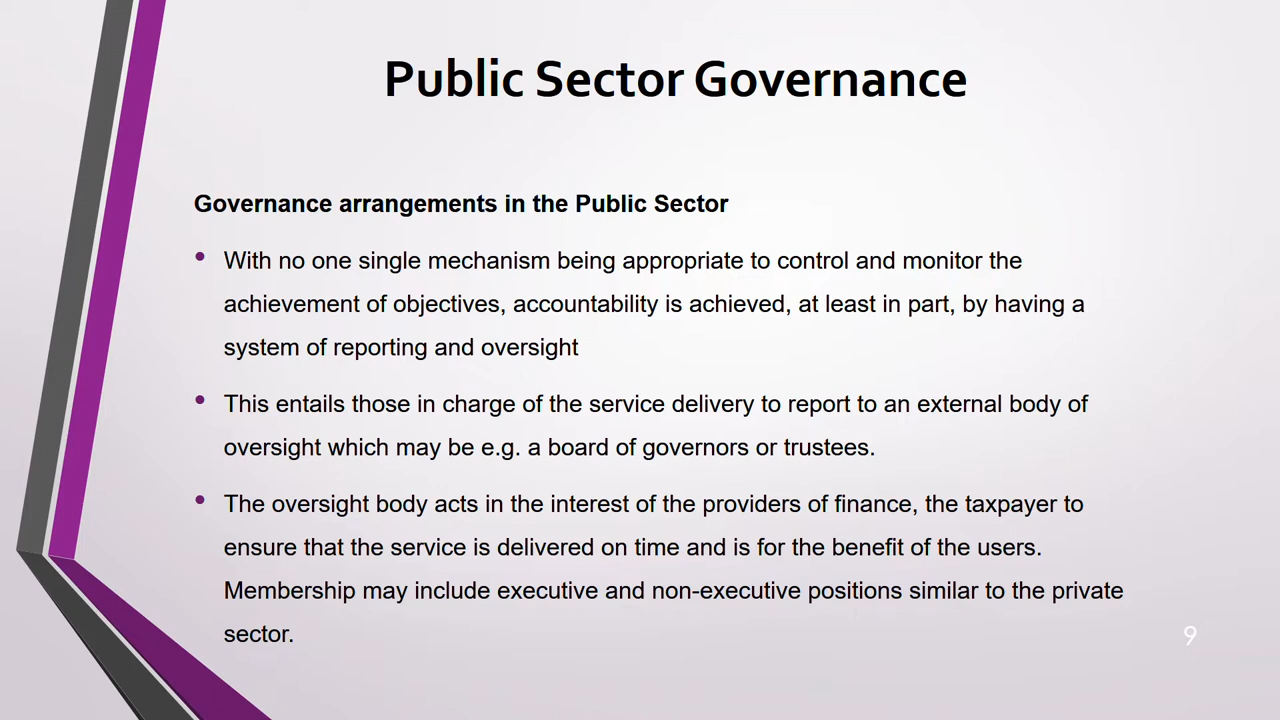 Public Sector Governance
Governance arrangements in the Public Sector
• With no one single mechanism being appropriate to control and monitor the
achievement of objectives, accountability is achieved, at least in part, by having a
system of reporting and oversight
• This entails those in charge of the service delivery to report to an external body of
oversight which may be e.g. a board of governors or trustees.
• The oversight body acts in the interest of the providers of finance, the taxpayer to
ensure that the service is delivered on time and is for the benefit of the users.
Membership may include executive and non-executive positions similar to the private
sector.
9